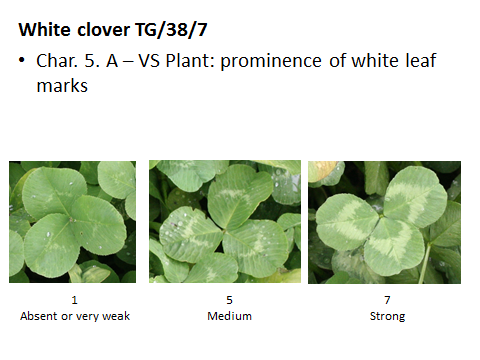 White clover TG/38/7
• Char. 5. A – VS Plant: prominence of white leaf
marks
1
Absent or very weak
5
Medium
7
Strong